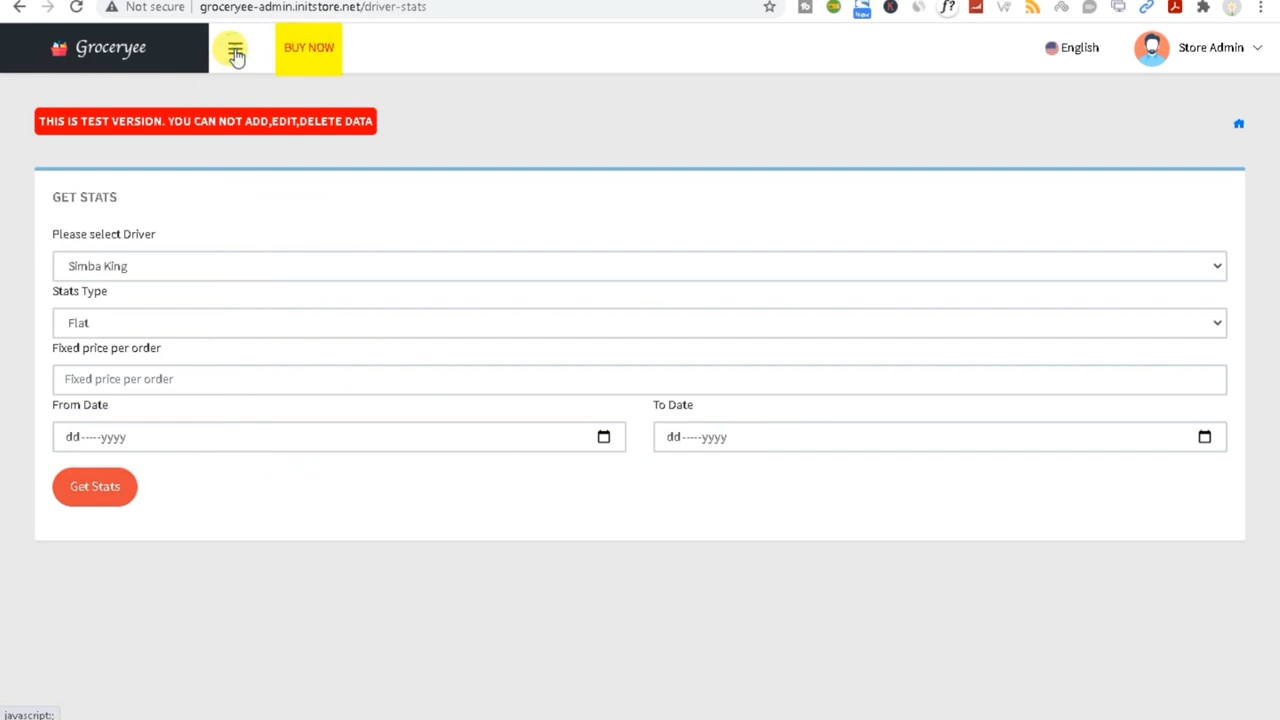 Not secure
groceryee-admin.initstore.net/driver-stats
New
Groceryee
BUY NOW
English
Store Admin
THIS IS TEST VERSION. YOU CAN NOT ADD,EDIT,DELETE DATA
GET STATS
Please select Driver
Simba King
Stats Type
Flat
Fixed price per order
Fixed price per order
From Date
To Date
dd-----yyyy
dd-----yyyy
Get Stats
javascript:;